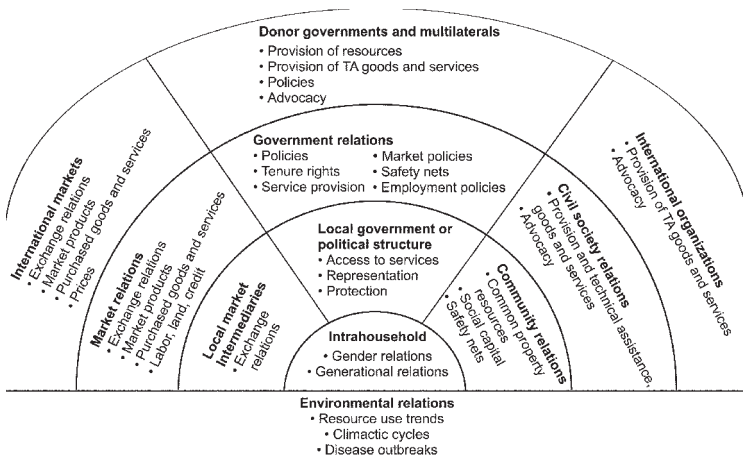 Donor governments and multilaterals
• Provision of resources
• Provision of TA goods and services
• Policies
• Advocacy
Government relations
• Policies
• Tenure rights
• Service provision
• Market policies
• Safety nets
• Employment policies
Local government or
political structure
• Access to services
• Representation
• Protection
Intrahousehold
• Gender relations
• Generational relations
International markets
• Exchange relations
• Market products
• Purchased goods and services
• Prices
Market relations
• Exchange relations
• Market products
• Purchased goods and services
• Labor, land, credit
Local market
Intermediaries
• Exchange
relations
Community relations
• Common property
resources
• Social capital
• Safety nets
Civil society relations
• Provision and technical assistance,
goods and services
• Advocacy
International organizations
• Provision of TA goods and services
• Advocacy
Environmental relations
• Resource use trends
• Climactic cycles
• Disease outbreaks